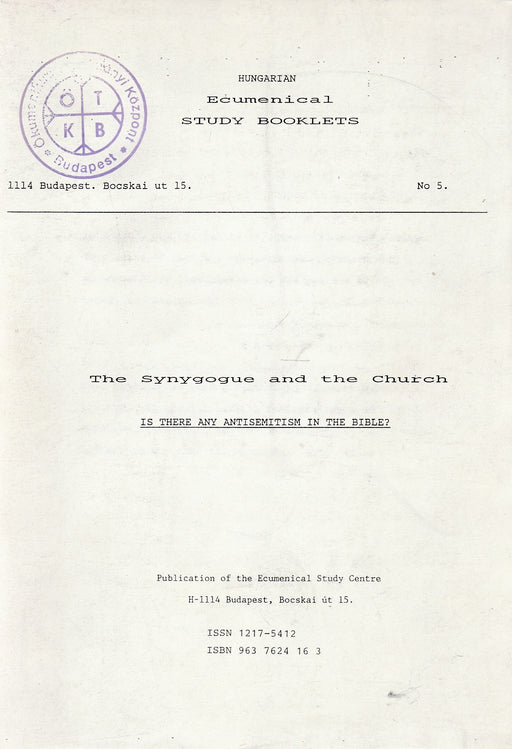 HUNGARIAN
Ecumenical
STUDY BOOKLETS
Ö T
K B
Budapest
1114 Budapest. Bocskai ut 15.
No 5.
The Synygogue and the Church
IS THERE ANY ANTISEMITISM IN THE BIBLE?
Publication of the Ecumenical Study Centre
H-1114 Budapest, Bocskai út 15.
ISSN 1217-5412
ISBN 963 7624 16 3